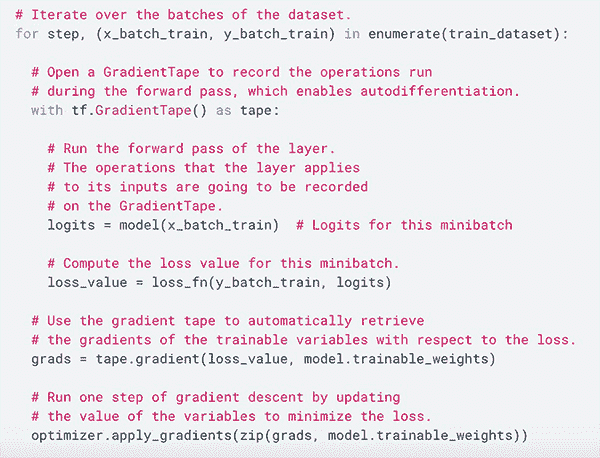 # Iterate over the batches of the dataset.
for step, (x_batch_train, y_batch_train) in enumerate(train_dataset):
# Open a GradientTape to record the operations run
# during the forward pass, which enables autodifferentiation.
with tf.GradientTape() as tape:
# Run the forward pass of the layer.
# The operations that the layer applies
# to its inputs are going to be recorded
# on the GradientTape.
logits = model(x_batch_train)  # Logits for this minibatch
# Compute the loss value for this minibatch.
loss_value = loss_fn(y_batch_train, logits)
# Use the gradient tape to automatically retrieve
# the gradients of the trainable variables with respect to the loss.
grads = tape.gradient(loss_value, model.trainable_weights)
# Run one step of gradient descent by updating
# the value of the variables to minimize the loss.
optimizer.apply_gradients(zip(grads, model.trainable_weights))